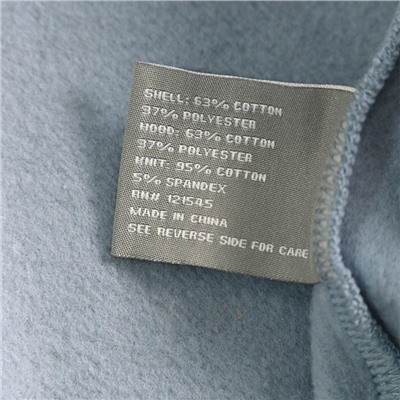 SHELL: 63% COTTON
37% POLYESTER
HOOD: 63% COTTON
37% POLYESTER
KNIT: 95% COTTON
5% SPANDEX
RN# 121545
MADE IN CHINA
SEE REVERSE SIDE FOR CARE